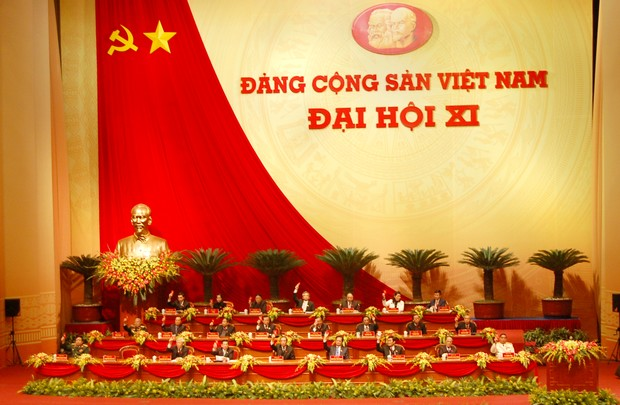 ĐẢNG CỘNG SẢN VIỆT NAM
ĐẠI HỘI XI